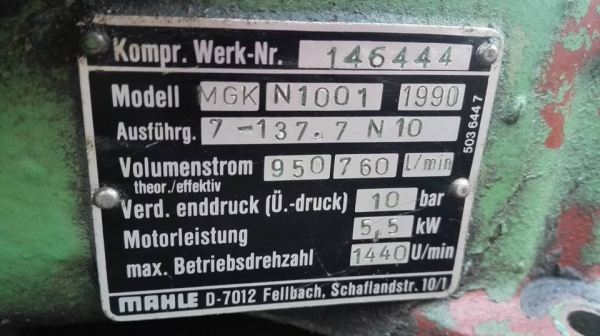 Kompr. Werk-Nr. 146444
Modell MGK N1001 1990
Ausführg. 7-137.7 N10
Volumenstrom 950 760 l/min
theor./effektiv
Verd. enddruck (Ü.-druck) 10 bar
Motorleistung 5,5 kW
max. Betriebsdrehzahl 1440 U/min
MAHLE D-7012 Fellbach, Schaflandstr. 10/1
503 644 7